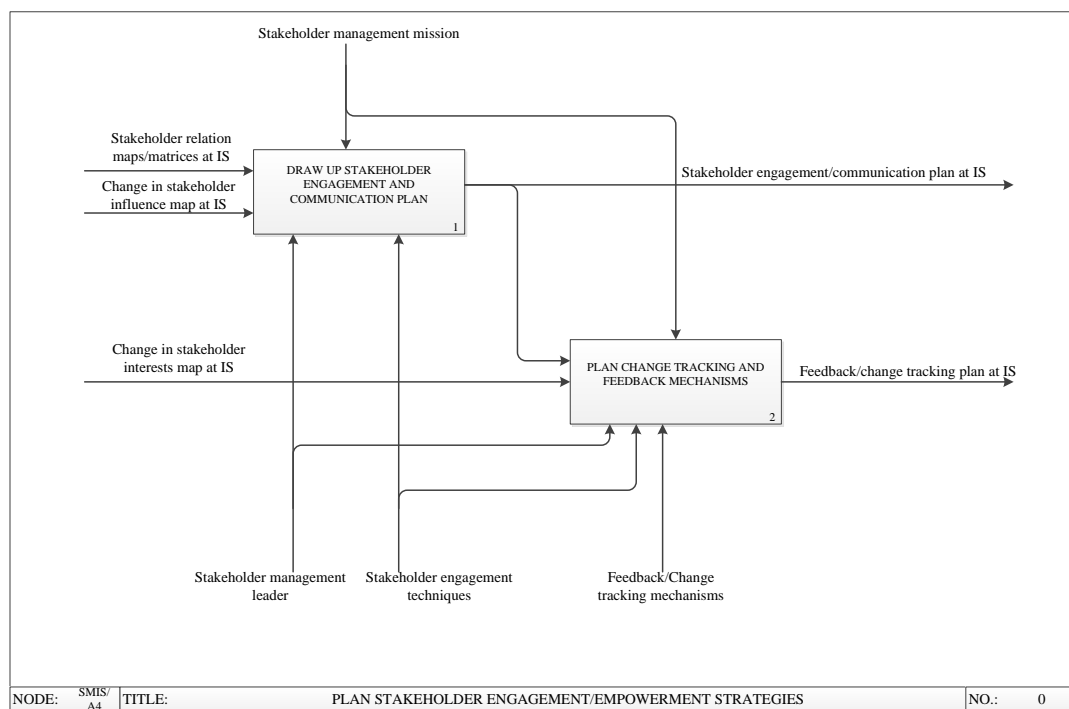 Stakeholder management mission
Stakeholder relation
maps/matrices at IS
Change in stakeholder
influence map at IS
DRAW UP STAKEHOLDER
ENGAGEMENT AND
COMMUNICATION PLAN
1
Stakeholder engagement/communication plan at IS
Change in stakeholder
interests map at IS
PLAN CHANGE TRACKING AND
FEEDBACK MECHANISMS
2
Feedback/change tracking plan at IS
Stakeholder management
leader
Stakeholder engagement
techniques
Feedback/Change
tracking mechanisms
NODE:
SMIS/
A4
TITLE:
PLAN STAKEHOLDER ENGAGEMENT/EMPOWERMENT STRATEGIES
NO.: 0